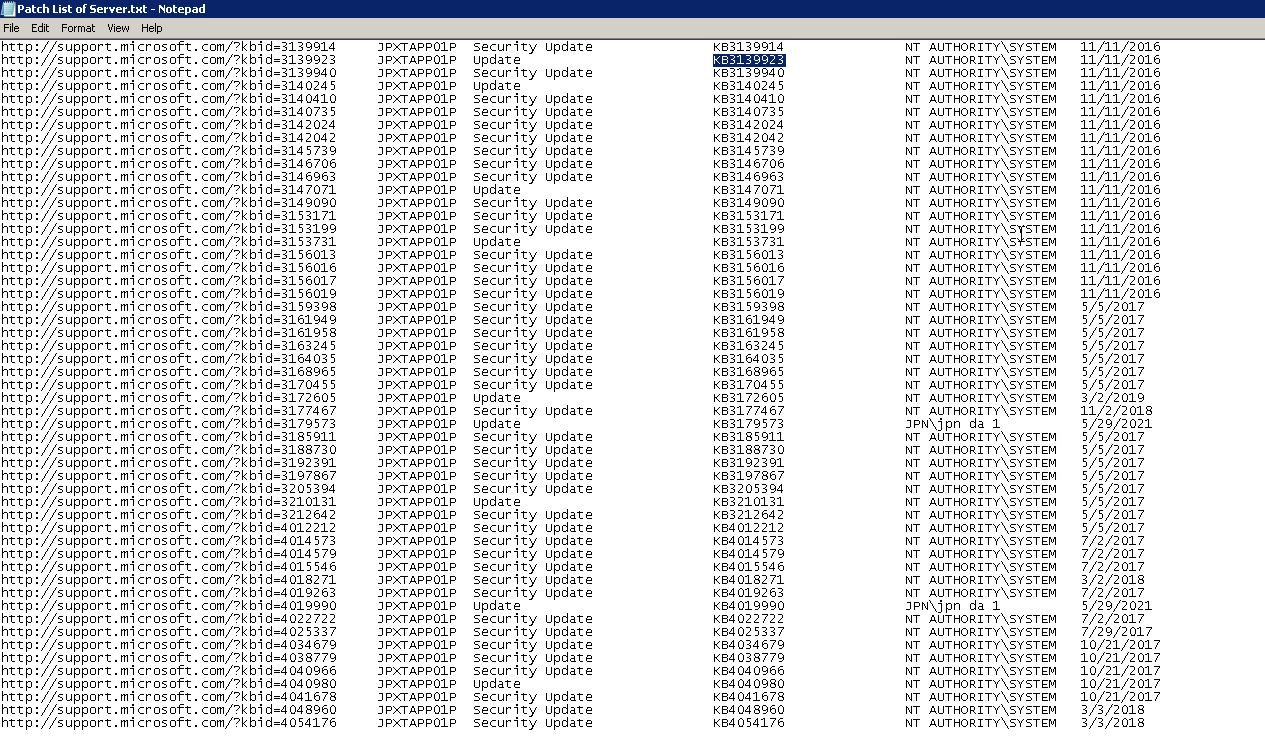 Patch List of Server.txt - Notepad
File Edit Format View Help
http://support.microsoft.com/?kbid=3139914 JPXTAPP01P Security Update KB3139914 NT AUTHORITY\SYSTEM 11/11/2016
http://support.microsoft.com/?kbid=3139923 JPXTAPP01P Update KB3139923 NT AUTHORITY\SYSTEM 11/11/2016
http://support.microsoft.com/?kbid=3139940 JPXTAPP01P Security Update KB3139940 NT AUTHORITY\SYSTEM 11/11/2016
http://support.microsoft.com/?kbid=3140245 JPXTAPP01P Update KB3140245 NT AUTHORITY\SYSTEM 11/11/2016
http://support.microsoft.com/?kbid=3140410 JPXTAPP01P Security Update KB3140410 NT AUTHORITY\SYSTEM 11/11/2016
http://support.microsoft.com/?kbid=3140735 JPXTAPP01P Security Update KB3140735 NT AUTHORITY\SYSTEM 11/11/2016
http://support.microsoft.com/?kbid=3142024 JPXTAPP01P Security Update KB3142024 NT AUTHORITY\SYSTEM 11/11/2016
http://support.microsoft.com/?kbid=3142042 JPXTAPP01P Security Update KB3142042 NT AUTHORITY\SYSTEM 11/11/2016
http://support.microsoft.com/?kbid=3145739 JPXTAPP01P Security Update KB3145739 NT AUTHORITY\SYSTEM 11/11/2016
http://support.microsoft.com/?kbid=3146706 JPXTAPP01P Security Update KB3146706 NT AUTHORITY\SYSTEM 11/11/2016
http://support.microsoft.com/?kbid=3146963 JPXTAPP01P Security Update KB3146963 NT AUTHORITY\SYSTEM 11/11/2016
http://support.microsoft.com/?kbid=3147071 JPXTAPP01P Update KB3147071 NT AUTHORITY\SYSTEM 11/11/2016
http://support.microsoft.com/?kbid=3149090 JPXTAPP01P Security Update KB3149090 NT AUTHORITY\SYSTEM 11/11/2016
http://support.microsoft.com/?kbid=3153171 JPXTAPP01P Security Update KB3153171 NT AUTHORITY\SYSTEM 11/11/2016
http://support.microsoft.com/?kbid=3153199 JPXTAPP01P Security Update KB3153199 NT AUTHORITY\SYSTEM 11/11/2016
http://support.microsoft.com/?kbid=3153731 JPXTAPP01P Update KB3153731 NT AUTHORITY\SYSTEM 11/11/2016
http://support.microsoft.com/?kbid=3156013 JPXTAPP01P Security Update KB3156013 NT AUTHORITY\SYSTEM 11/11/2016
http://support.microsoft.com/?kbid=3156016 JPXTAPP01P Security Update KB3156016 NT AUTHORITY\SYSTEM 11/11/2016
http://support.microsoft.com/?kbid=3156017 JPXTAPP01P Security Update KB3156017 NT AUTHORITY\SYSTEM 11/11/2016
http://support.microsoft.com/?kbid=3156019 JPXTAPP01P Security Update KB3156019 NT AUTHORITY\SYSTEM 11/11/2016
http://support.microsoft.com/?kbid=3159398 JPXTAPP01P Security Update KB3159398 NT AUTHORITY\SYSTEM 5/5/2017
http://support.microsoft.com/?kbid=3161949 JPXTAPP01P Security Update KB3161949 NT AUTHORITY\SYSTEM 5/5/2017
http://support.microsoft.com/?kbid=3161958 JPXTAPP01P Security Update KB3161958 NT AUTHORITY\SYSTEM 5/5/2017
http://support.microsoft.com/?kbid=3163245 JPXTAPP01P Security Update KB3163245 NT AUTHORITY\SYSTEM 5/5/2017
http://support.microsoft.com/?kbid=3164035 JPXTAPP01P Security Update KB3164035 NT AUTHORITY\SYSTEM 5/5/2017
http://support.microsoft.com/?kbid=3168965 JPXTAPP01P Security Update KB3168965 NT AUTHORITY\SYSTEM 5/5/2017
http://support.microsoft.com/?kbid=3170455 JPXTAPP01P Security Update KB3170455 NT AUTHORITY\SYSTEM 5/5/2017
http://support.microsoft.com/?kbid=3172605 JPXTAPP01P Update KB3172605 NT AUTHORITY\SYSTEM 3/2/2019
http://support.microsoft.com/?kbid=3177467 JPXTAPP01P Security Update KB3177467 NT AUTHORITY\SYSTEM 11/2/2018
http://support.microsoft.com/?kbid=3179573 JPXTAPP01P Update KB3179573 JPN\jpn da 1 5/29/2021
http://support.microsoft.com/?kbid=3185911 JPXTAPP01P Security Update KB3185911 NT AUTHORITY\SYSTEM 5/5/2017
http://support.microsoft.com/?kbid=3188730 JPXTAPP01P Security Update KB3188730 NT AUTHORITY\SYSTEM 5/5/2017
http://support.microsoft.com/?kbid=3192391 JPXTAPP01P Security Update KB3192391 NT AUTHORITY\SYSTEM 5/5/2017
http://support.microsoft.com/?kbid=3197867 JPXTAPP01P Security Update KB3197867 NT AUTHORITY\SYSTEM 5/5/2017
http://support.microsoft.com/?kbid=3205394 JPXTAPP01P Security Update KB3205394 NT AUTHORITY\SYSTEM 5/5/2017
http://support.microsoft.com/?kbid=3210131 JPXTAPP01P Update KB3210131 NT AUTHORITY\SYSTEM 5/5/2017
http://support.microsoft.com/?kbid=3212642 JPXTAPP01P Security Update KB3212642 NT AUTHORITY\SYSTEM 5/5/2017
http://support.microsoft.com/?kbid=4012212 JPXTAPP01P Security Update KB4012212 NT AUTHORITY\SYSTEM 5/5/2017
http://support.microsoft.com/?kbid=4014573 JPXTAPP01P Security Update KB4014573 NT AUTHORITY\SYSTEM 7/2/2017
http://support.microsoft.com/?kbid=4014579 JPXTAPP01P Security Update KB4014579 NT AUTHORITY\SYSTEM 7/2/2017
http://support.microsoft.com/?kbid=4015546 JPXTAPP01P Security Update KB4015546 NT AUTHORITY\SYSTEM 7/2/2017
http://support.microsoft.com/?kbid=4018271 JPXTAPP01P Security Update KB4018271 NT AUTHORITY\SYSTEM 3/2/2018
http://support.microsoft.com/?kbid=4019263 JPXTAPP01P Security Update KB4019263 NT AUTHORITY\SYSTEM 7/2/2017
http://support.microsoft.com/?kbid=4019990 JPXTAPP01P Update KB4019990 JPN\jpn da 1 5/29/2021
http://support.microsoft.com/?kbid=4022722 JPXTAPP01P Security Update KB4022722 NT AUTHORITY\SYSTEM 7/2/2017
http://support.microsoft.com/?kbid=4025337 JPXTAPP01P Security Update KB4025337 NT AUTHORITY\SYSTEM 7/29/2017
http://support.microsoft.com/?kbid=4034679 JPXTAPP01P Security Update KB4034679 NT AUTHORITY\SYSTEM 10/21/2017
http://support.microsoft.com/?kbid=4038779 JPXTAPP01P Security Update KB4038779 NT AUTHORITY\SYSTEM 10/21/2017
http://support.microsoft.com/?kbid=4040966 JPXTAPP01P Security Update KB4040966 NT AUTHORITY\SYSTEM 10/21/2017
http://support.microsoft.com/?kbid=4040980 JPXTAPP01P Update KB4040980 NT AUTHORITY\SYSTEM 10/21/2017
http://support.microsoft.com/?kbid=4041678 JPXTAPP01P Security Update KB4041678 NT AUTHORITY\SYSTEM 10/21/2017
http://support.microsoft.com/?kbid=4048960 JPXTAPP01P Security Update KB4048960 NT AUTHORITY\SYSTEM 3/3/2018
http://support.microsoft.com/?kbid=4054176 JPXTAPP01P Security Update KB4054176 NT AUTHORITY\SYSTEM 3/3/2018